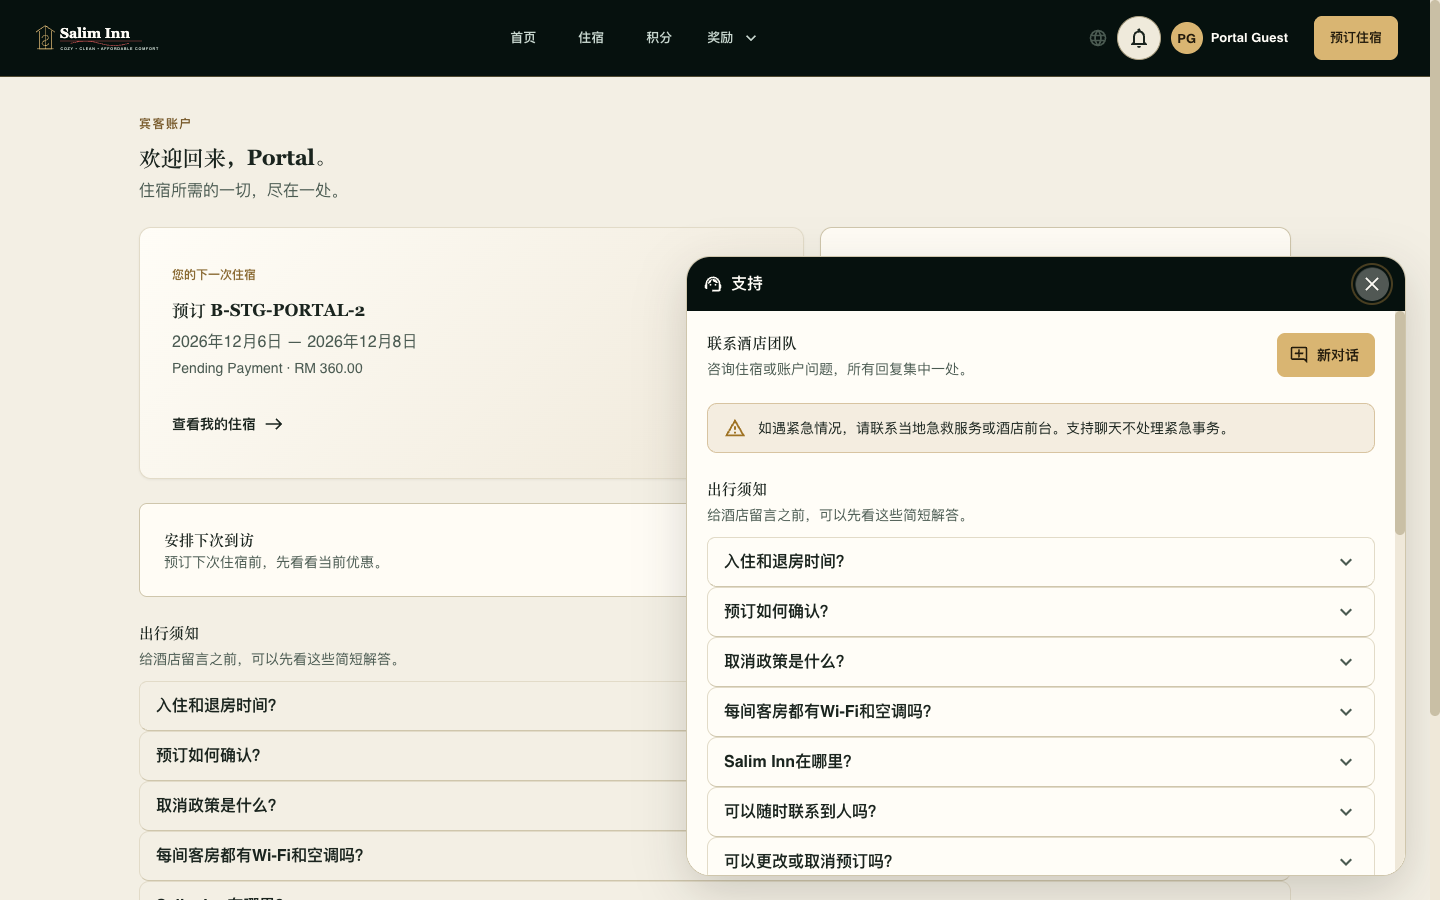 Salim Inn
COZY • CLEAN • AFFORDABLE COMFORT
首页
住宿
积分
奖励
PG
Portal Guest
预订住宿
宾客账户
欢迎回来，Portal。
住宿所需的一切，尽在一处。
您的下一次住宿
预订 B-STG-PORTAL-2
2026年12月6日 — 2026年12月8日
Pending Payment · RM 360.00
查看我的住宿
安排下次到访
预订下次住宿前，先看看当前优惠。
出行须知
给酒店留言之前，可以先看这些简短解答。
入住和退房时间？
预订如何确认？
取消政策是什么？
每间客房都有Wi-Fi和空调吗？
支持
联系酒店团队
咨询住宿或账户问题，所有回复集中一处。
新对话
如遇紧急情况，请联系当地急救服务或酒店前台。支持聊天不处理紧急事务。
出行须知
给酒店留言之前，可以先看这些简短解答。
入住和退房时间？
预订如何确认？
取消政策是什么？
每间客房都有Wi-Fi和空调吗？
Salim Inn在哪里？
可以随时联系到人吗？
可以更改或取消预订吗？